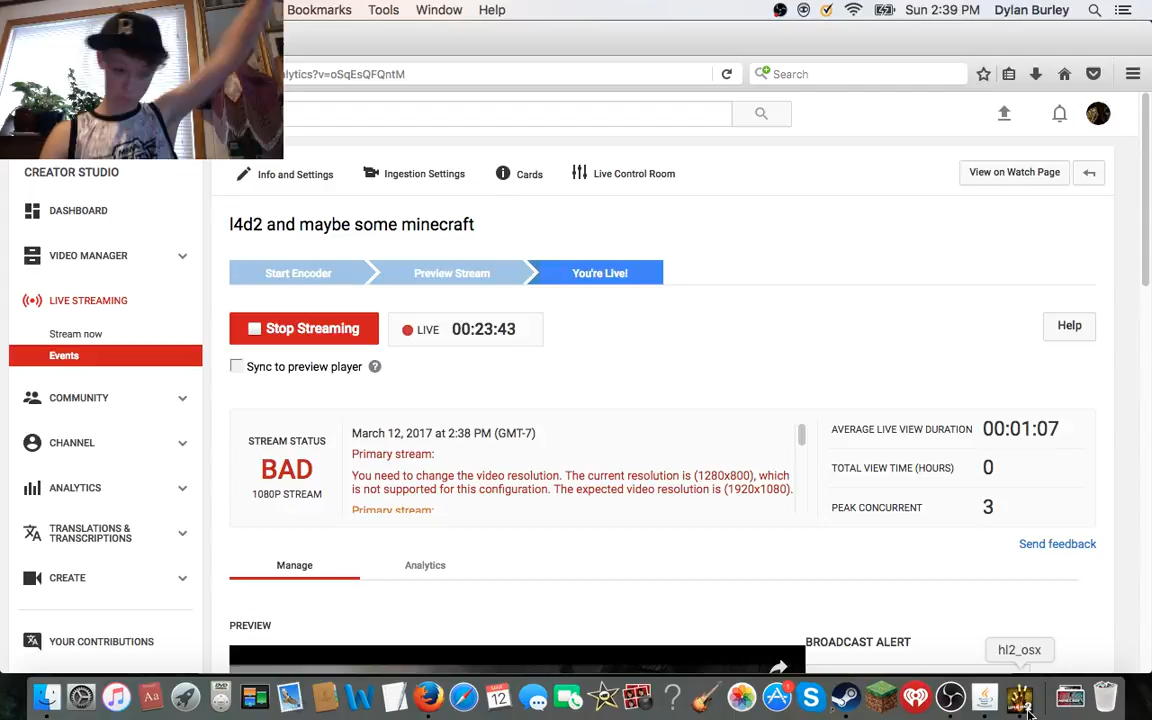 Bookmarks Tools Window Help Sun 2:39 PM Dylan Burley
lytics?v=oSqEsQFQntM Search
CREATOR STUDIO
DASHBOARD
VIDEO MANAGER
LIVE STREAMING
Stream now
Events
COMMUNITY
CHANNEL
ANALYTICS
TRANSLATIONS &
TRANSCRIPTIONS
CREATE
YOUR CONTRIBUTIONS
Info and Settings Ingestion Settings Cards Live Control Room View on Watch Page
l4d2 and maybe some minecraft
Start Encoder Preview Stream You're Live!
Stop Streaming LIVE 00:23:43 Help
Sync to preview player ?
STREAM STATUS
BAD
1080P STREAM
March 12, 2017 at 2:38 PM (GMT-7)
Primary stream:
You need to change the video resolution. The current resolution is (1280x800), which
is not supported for this configuration. The expected video resolution is (1920x1080).
Primary stream:
AVERAGE LIVE VIEW DURATION 00:01:07
TOTAL VIEW TIME (HOURS) 0
PEAK CONCURRENT 3
Send feedback
Manage Analytics
PREVIEW
BROADCAST ALERT
hl2_osx